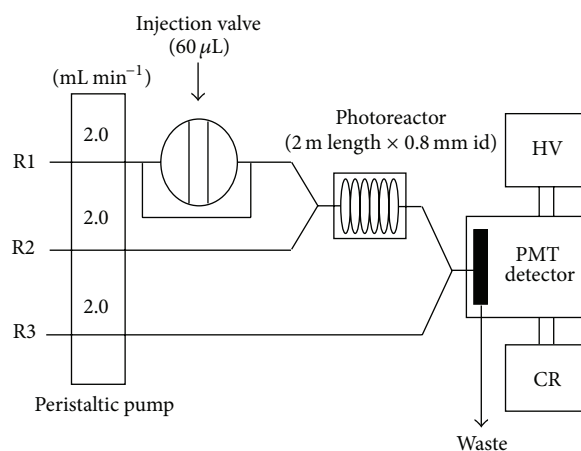 Injection valve
(60 μL)
(mL min⁻¹)
Photoreactor
(2 m length × 0.8 mm id)
HV
2.0
R1
2.0
R2
PMT
detector
2.0
R3
CR
Peristaltic pump
Waste